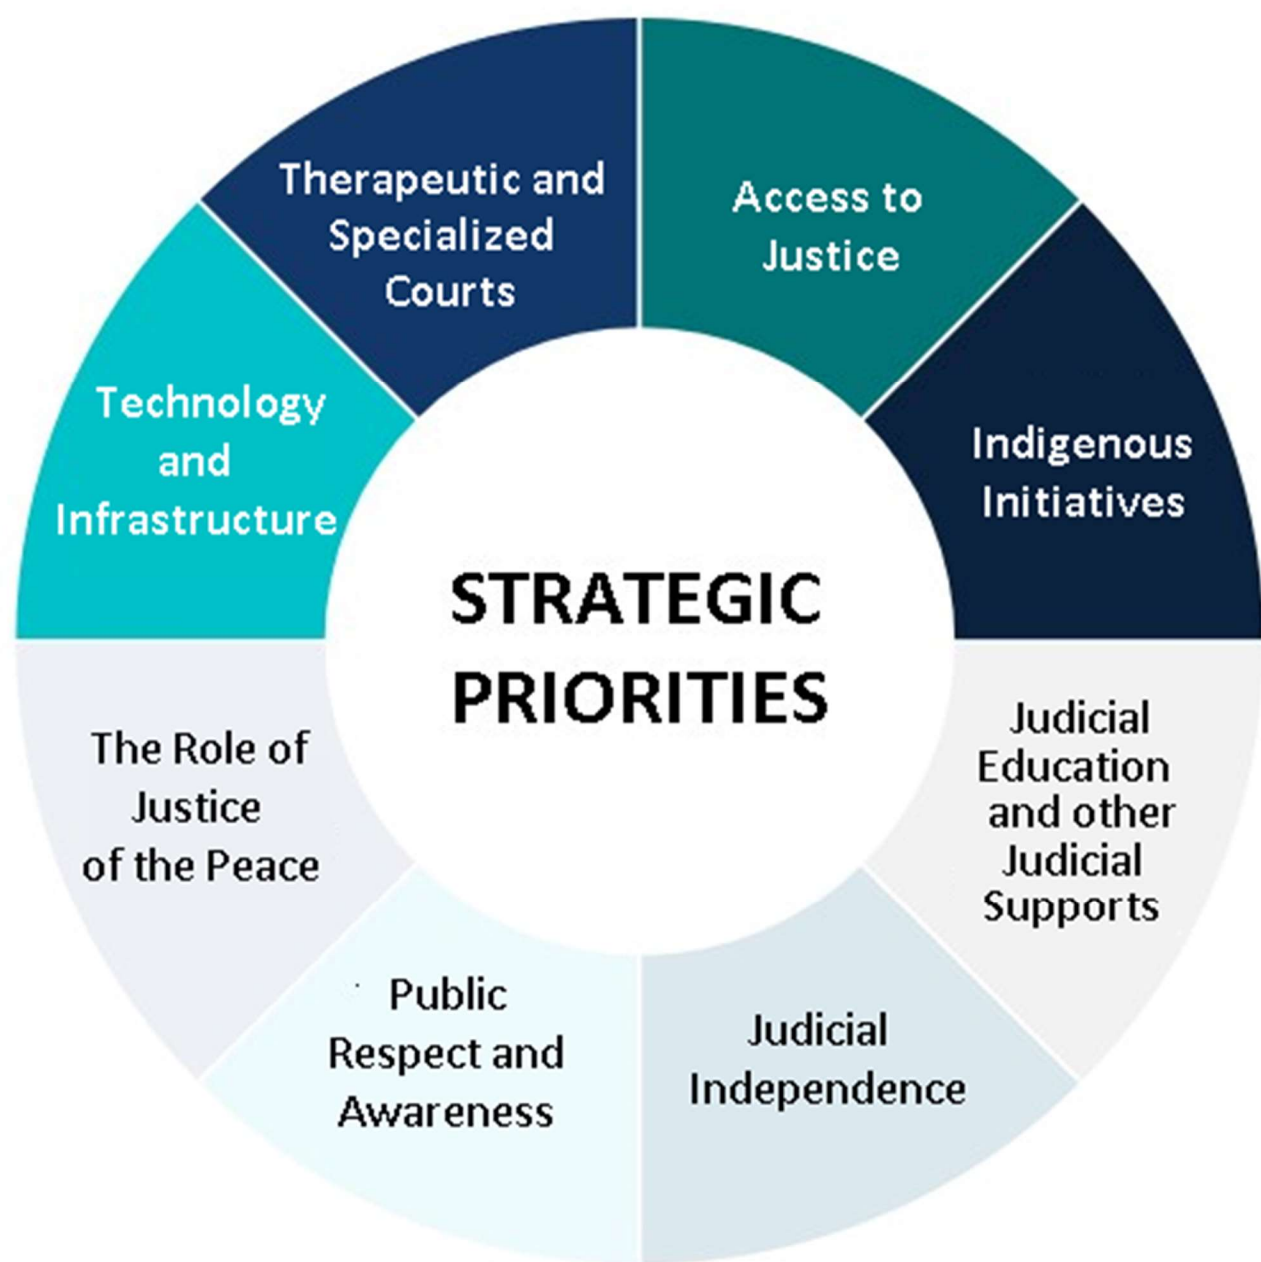 Therapeutic and
Specialized
Courts
Access to
Justice
Technology
and
Infrastructure
Indigenous
Initiatives
STRATEGIC
PRIORITIES
The Role of
Justice
of the Peace
Judicial
Education
and other
Judicial
Supports
Public
Respect and
Awareness
Judicial
Independence